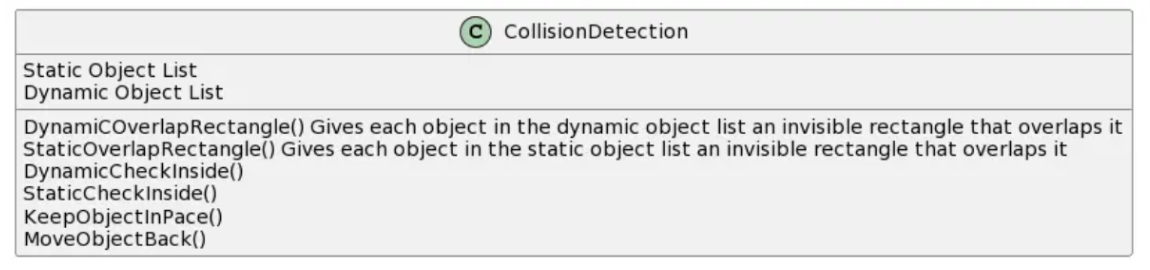 C CollisionDetection
Static Object List
Dynamic Object List
DynamiCOverlapRectangle() Gives each object in the dynamic object list an invisible rectangle that overlaps it
StaticOverlapRectangle() Gives each object in the static object list an invisible rectangle that overlaps it
DynamicCheckInside()
StaticCheckInside()
KeepObjectInPace()
MoveObjectBack()